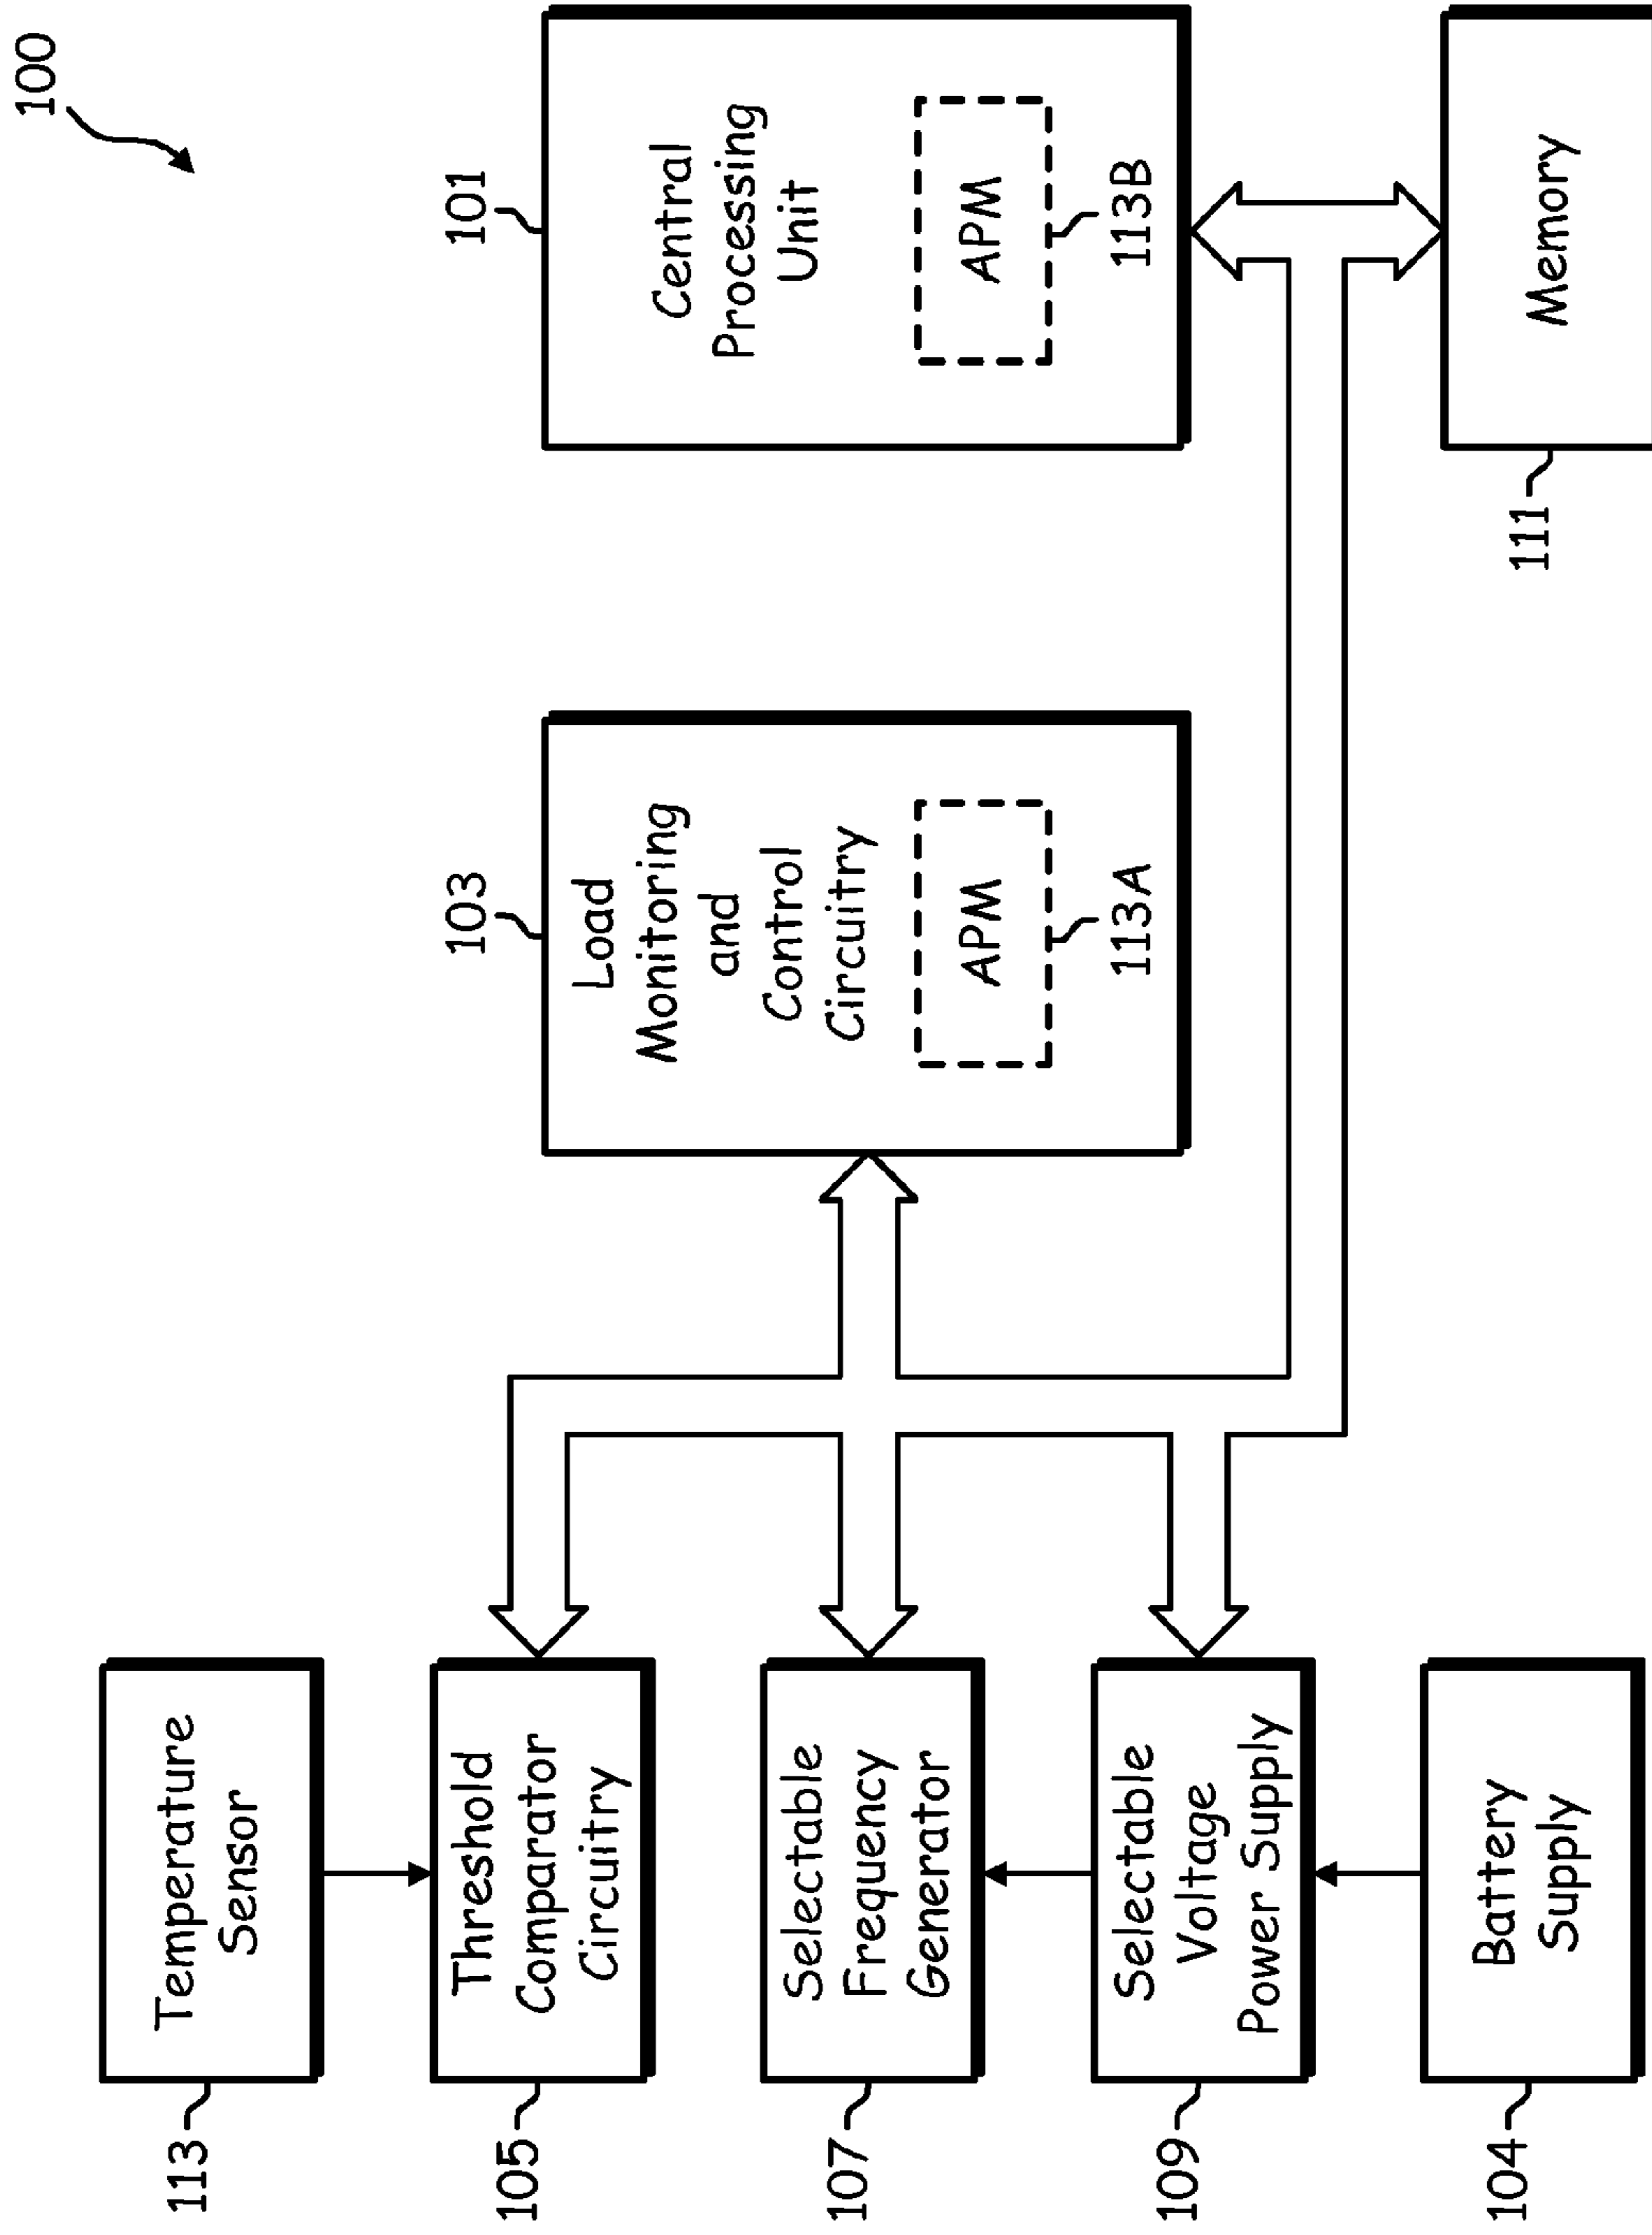 100
113
Temperature
Sensor
105
Threshold
Comparator
Circuitry
107
Selectable
Frequency
Generator
109
Selectable
Voltage
Power Supply
104
Battery
Supply
103
Load
Monitoring
and
Control
Circuitry
APM
113A
101
Central
Processing
Unit
APM
113B
111
Memory